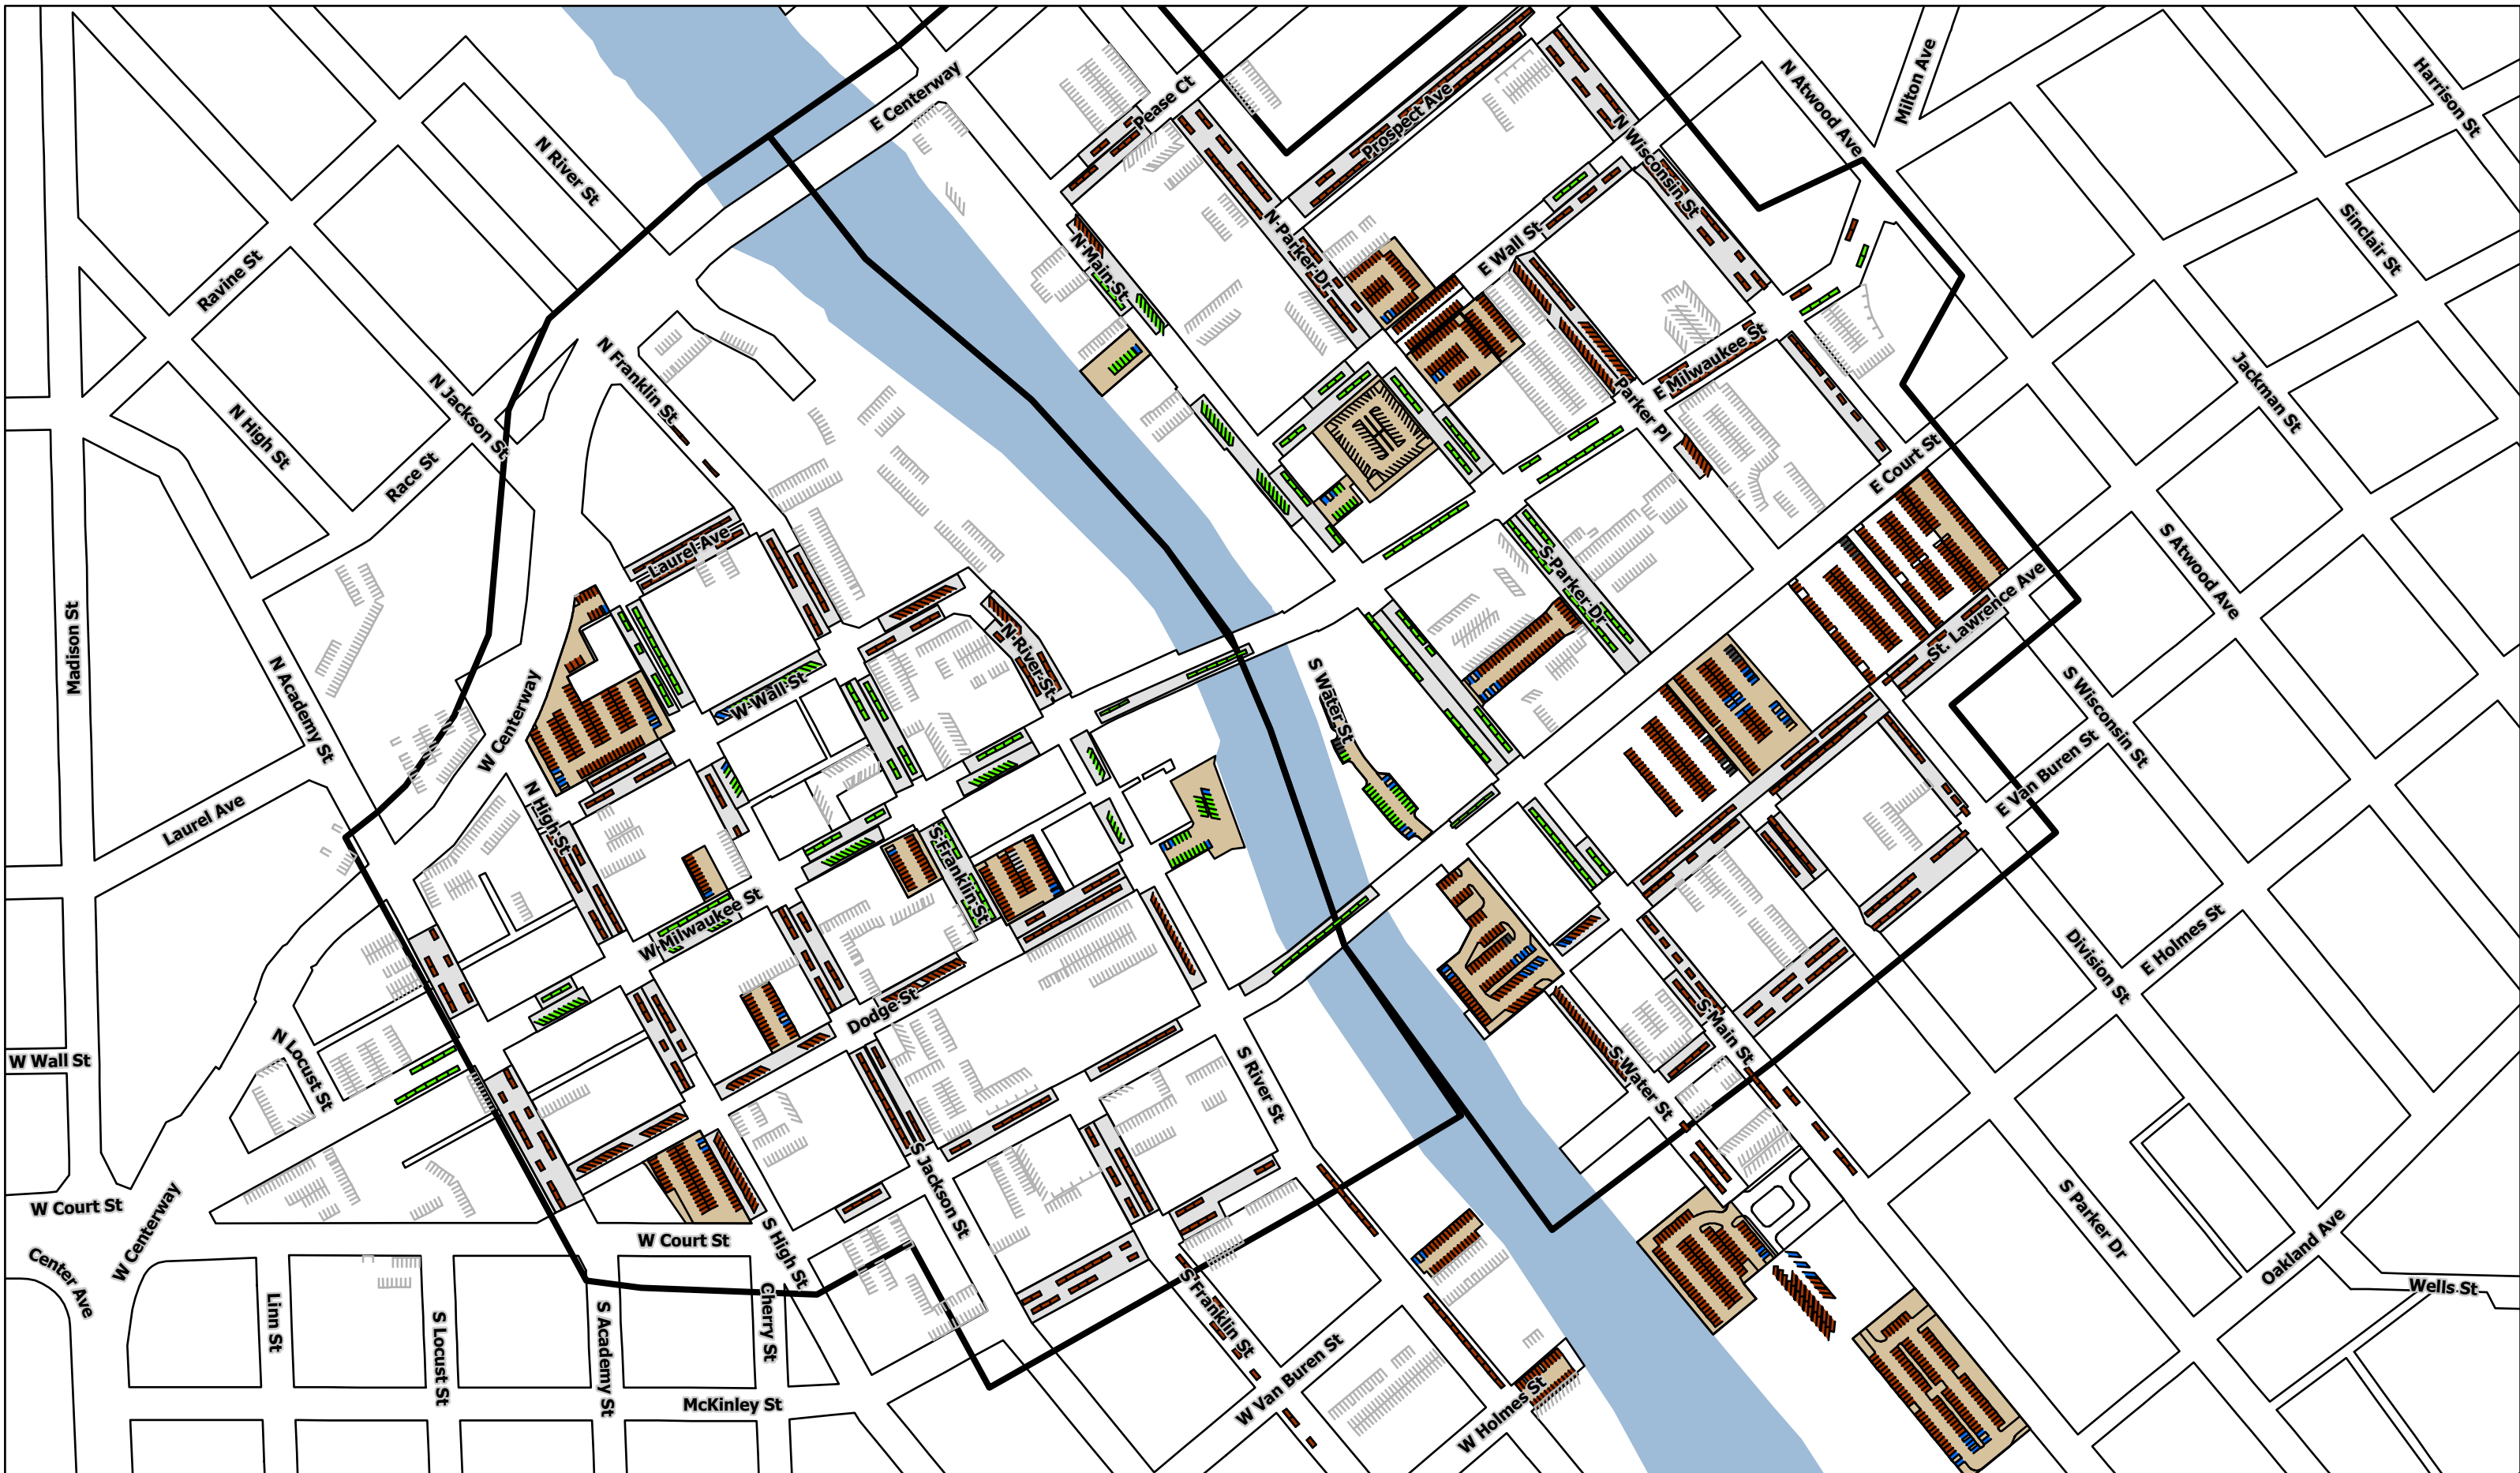 E Centerway
Pease Ct
Prospect Ave
N Wisconsin St
N Atwood Ave
Milton Ave
Harrison St
N River St
Ravine St
N Main St
N Parker Dr
E Wall St
Sinclair St
N Franklin St
N Jackson St
N High St
Race St
E Milwaukee St
Parker Pl
Jackman St
E Court St
Laurel Ave
S Parker Dr
S Atwood Ave
St. Lawrence Ave
Madison St
N Academy St
W Centerway
N River St
W Wall St
S Water St
S Wisconsin St
E Van Buren St
Laurel Ave
N High St
S Franklin St
W Milwaukee St
Dodge St
E Holmes St
Division St
W Wall St
N Locust St
S River St
S Main St
S Water St
W Court St
W Centerway
Center Ave
S Jackson St
W Court St
S High St
S Parker Dr
Oakland Ave
Wells St
Linn St
S Locust St
S Academy St
Cherry St
S Franklin St
McKinley St
W Van Buren St
W Holmes St